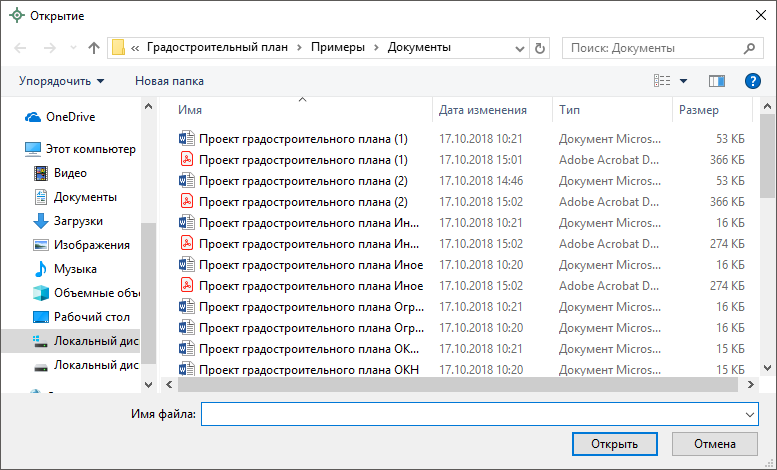 Открытие
« Градостроительный план › Примеры › Документы
Поиск: Документы
Упорядочить
Новая папка
OneDrive
Этот компьютер
Видео
Документы
Загрузки
Изображения
Музыка
Объемные объ
Рабочий стол
Локальный дис
Локальный дис
Имя Дата изменения Тип Размер
Проект градостроительного плана (1) 17.10.2018 10:21 Документ Micros... 53 КБ
Проект градостроительного плана (1) 17.10.2018 15:01 Adobe Acrobat D... 366 КБ
Проект градостроительного плана (2) 17.10.2018 14:46 Документ Micros... 53 КБ
Проект градостроительного плана (2) 17.10.2018 15:02 Adobe Acrobat D... 366 КБ
Проект градостроительного плана Ин... 17.10.2018 10:21 Документ Micros... 16 КБ
Проект градостроительного плана Ин... 17.10.2018 15:02 Adobe Acrobat D... 274 КБ
Проект градостроительного плана Иное 17.10.2018 10:20 Документ Micros... 16 КБ
Проект градостроительного плана Иное 17.10.2018 15:02 Adobe Acrobat D... 274 КБ
Проект градостроительного плана Огр... 17.10.2018 10:21 Документ Micros... 16 КБ
Проект градостроительного плана Огр... 17.10.2018 10:20 Документ Micros... 16 КБ
Проект градостроительного плана ОК... 17.10.2018 10:21 Документ Micros... 15 КБ
Проект градостроительного плана ОКН 17.10.2018 10:20 Документ Micros... 15 КБ
Имя файла:
Открыть
Отмена